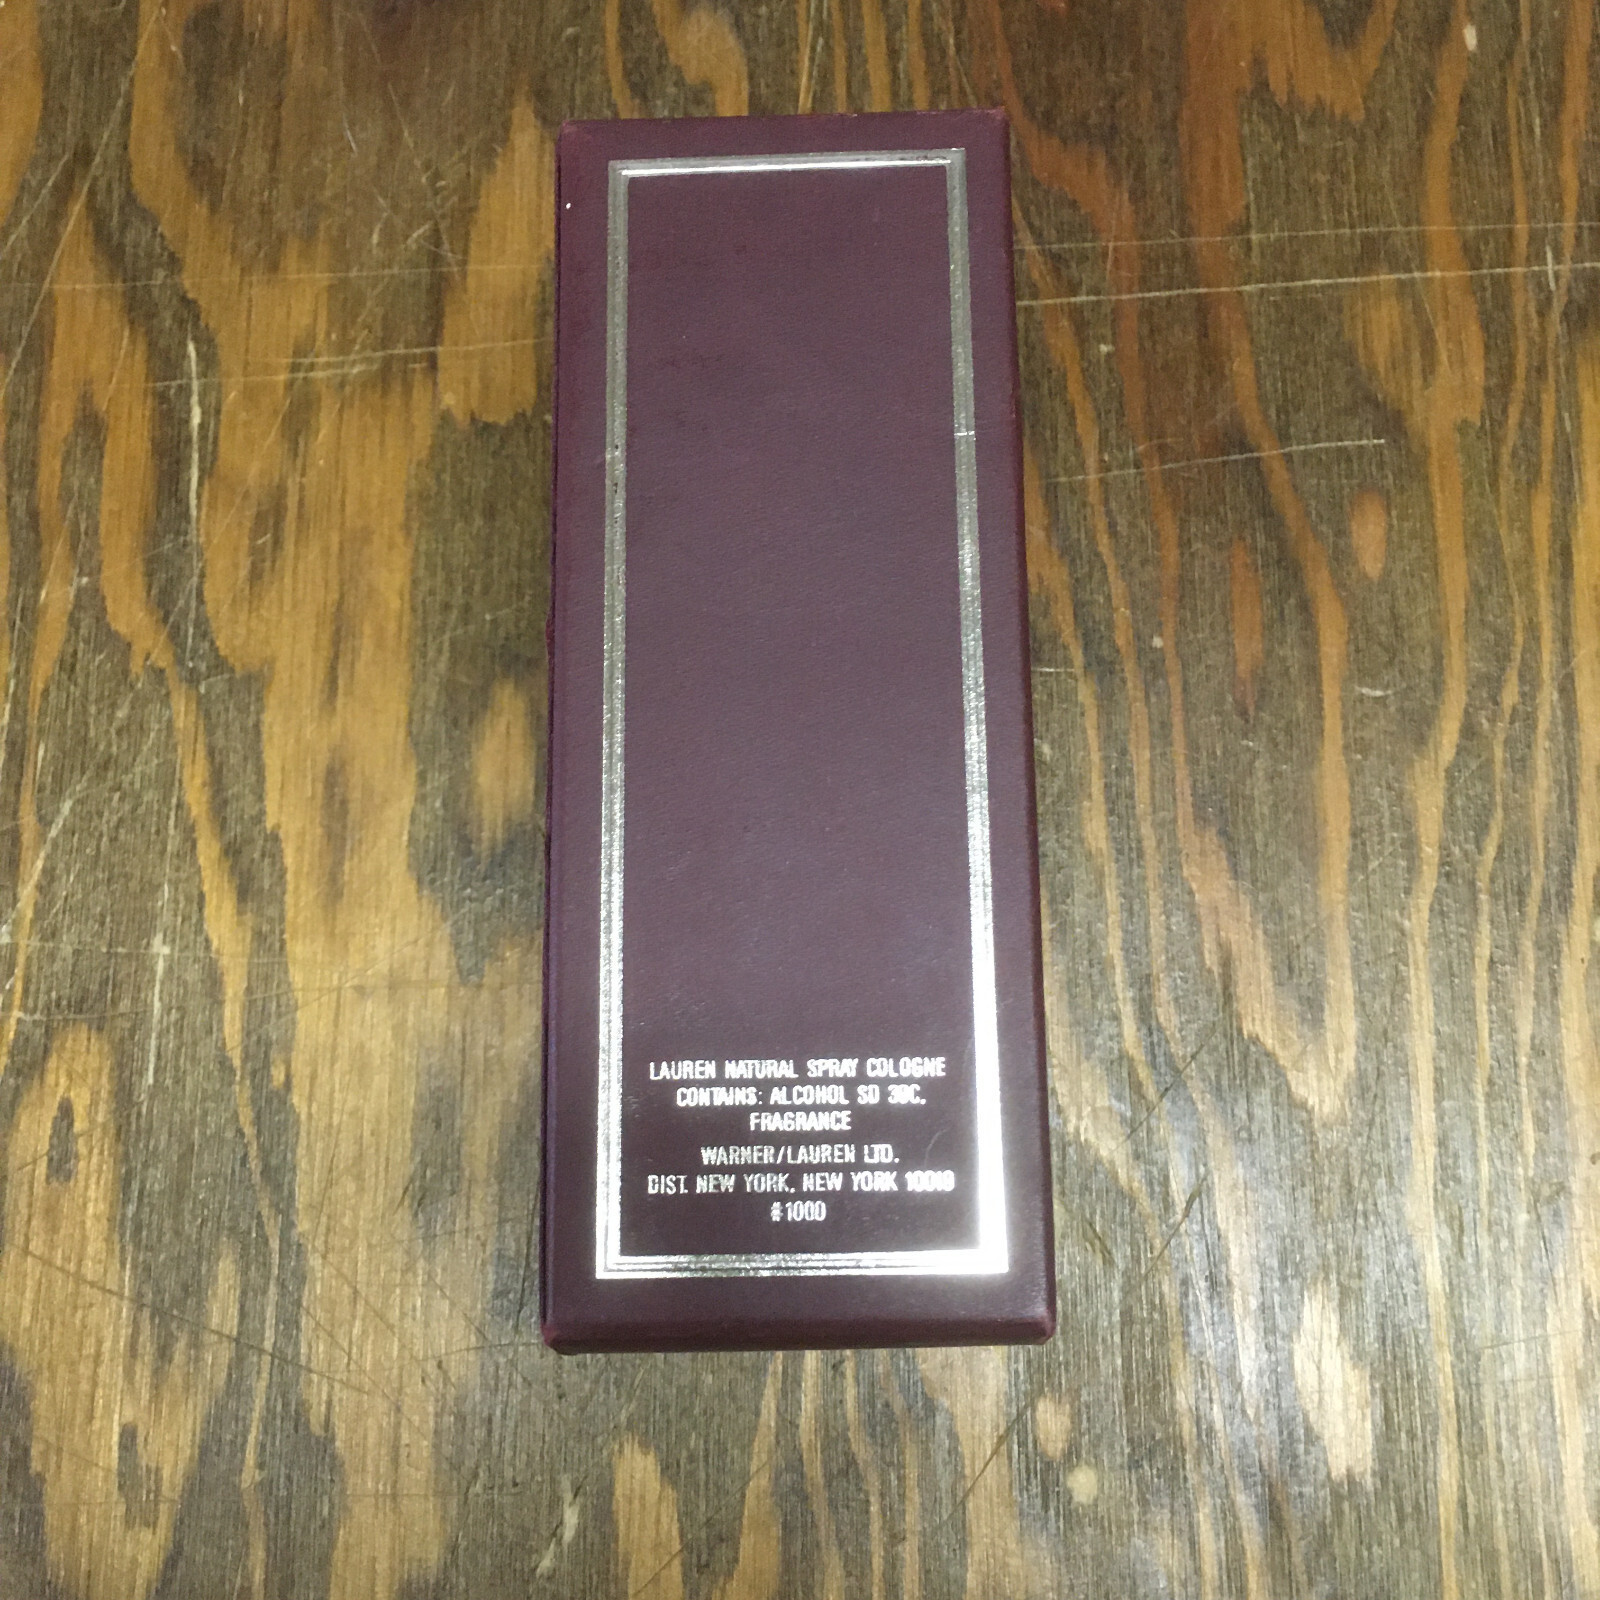 LAUREN NATURAL SPRAY COLOGNE
CONTAINS: ALCOHOL SD 39C,
FRAGRANCE
WARNER/LAUREN LTD.
DIST. NEW YORK, NEW YORK 10019
#1000